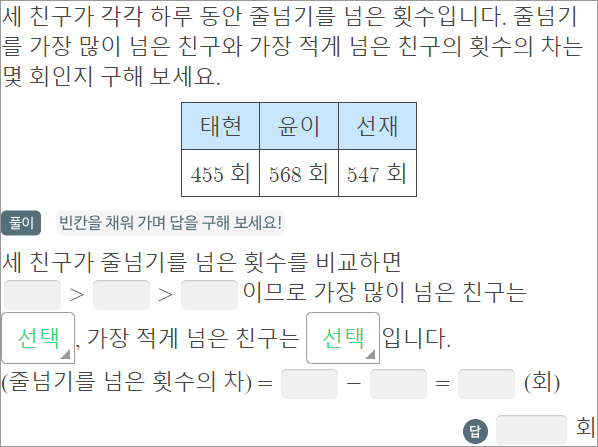 세 친구가 각각 하루 동안 줄넘기를 넘은 횟수입니다. 줄넘기
를 가장 많이 넘은 친구와 가장 적게 넘은 친구의 횟수의 차는
몇 회인지 구해 보세요.
태현 윤이 선재
455 회 568 회 547 회
풀이 빈칸을 채워 가며 답을 구해 보세요!
세 친구가 줄넘기를 넘은 횟수를 비교하면
> > 이므로 가장 많이 넘은 친구는
선택 , 가장 적게 넘은 친구는 선택 입니다.
(줄넘기를 넘은 횟수의 차) = − = (회)
답 회